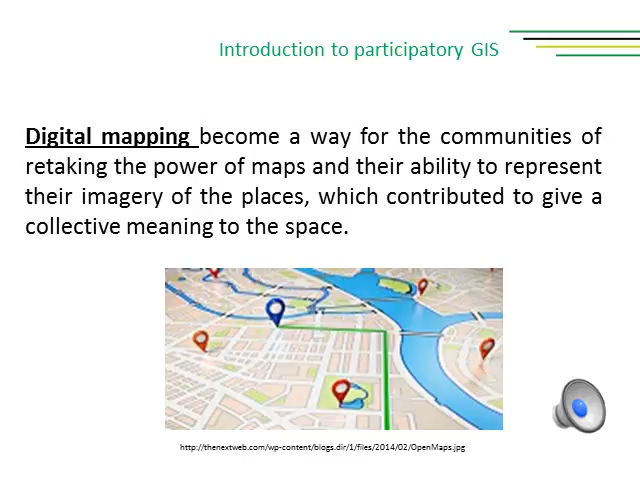 Introduction to participatory GIS
Digital mapping become a way for the communities of
retaking the power of maps and their ability to represent
their imagery of the places, which contributed to give a
collective meaning to the space.
http://thenextweb.com/wp-content/blogs.dir/1/files/2014/02/OpenMaps.jpg